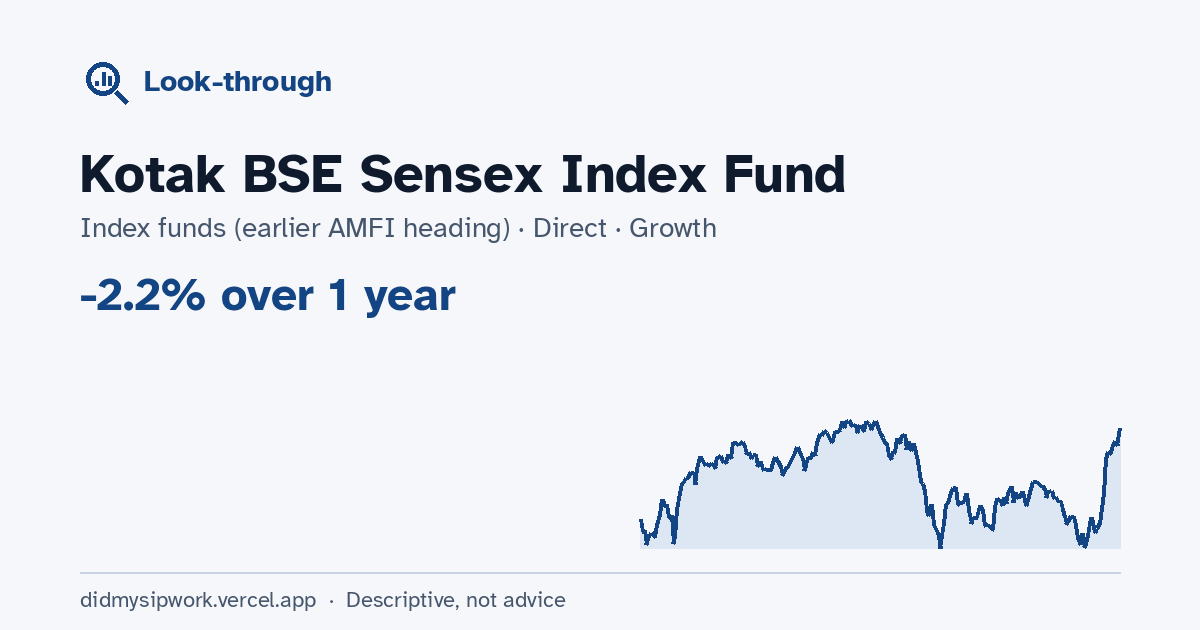 Look-through
Kotak BSE Sensex Index Fund
Index funds (earlier AMFI heading) · Direct · Growth
-2.2% over 1 year
didmysipwork.vercel.app · Descriptive, not advice